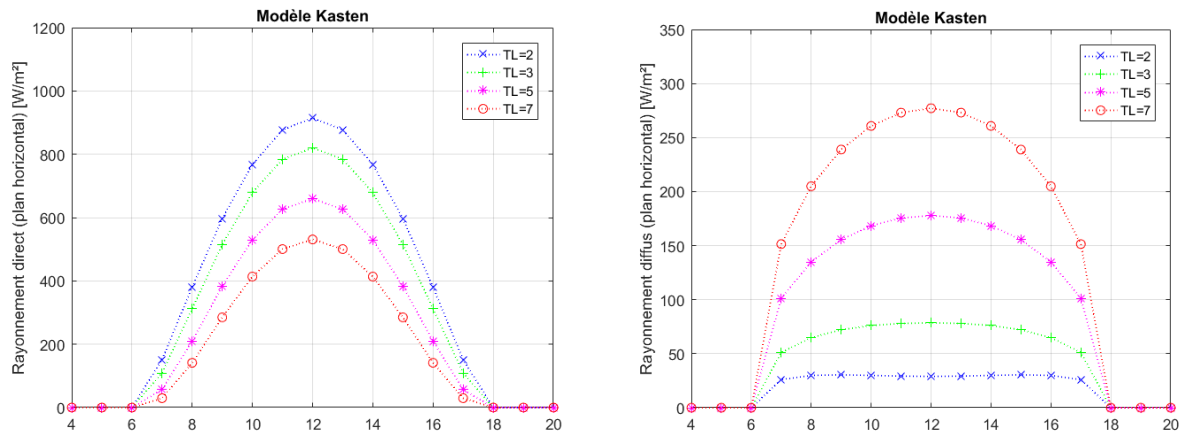 Modèle Kasten
Rayonnement direct (plan horizontal) [W/m²]
1200
1000
800
600
400
200
0
4 6 8 10 12 14 16 18 20
TL=2
TL=3
TL=5
TL=7
Modèle Kasten
Rayonnement diffus (plan horizontal) [W/m²]
350
300
250
200
150
100
50
0
4 6 8 10 12 14 16 18 20
TL=2
TL=3
TL=5
TL=7